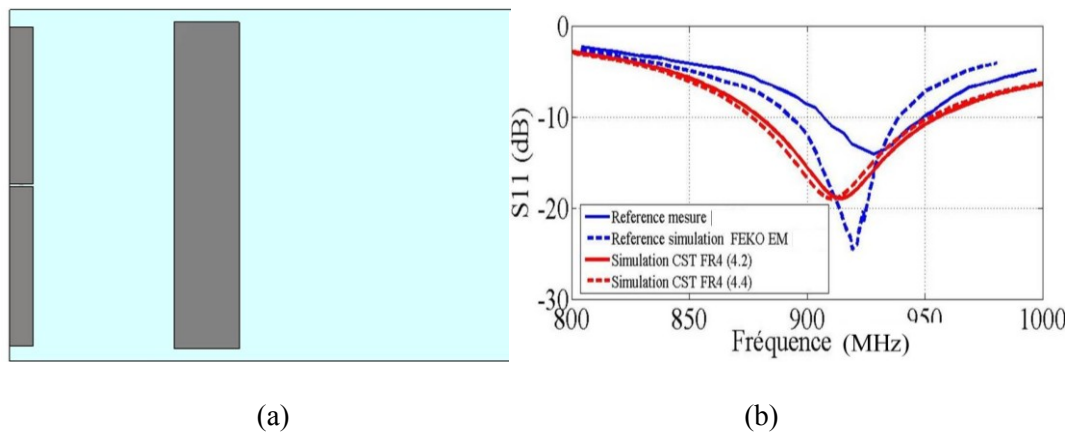 0
-10
-20
-30
S11 (dB)
Reference mesure
Reference simulation FEKO EM
Simulation CST FR4 (4.2)
Simulation CST FR4 (4.4)
800 850 900 950 1000
Fréquence (MHz)
(a) (b)